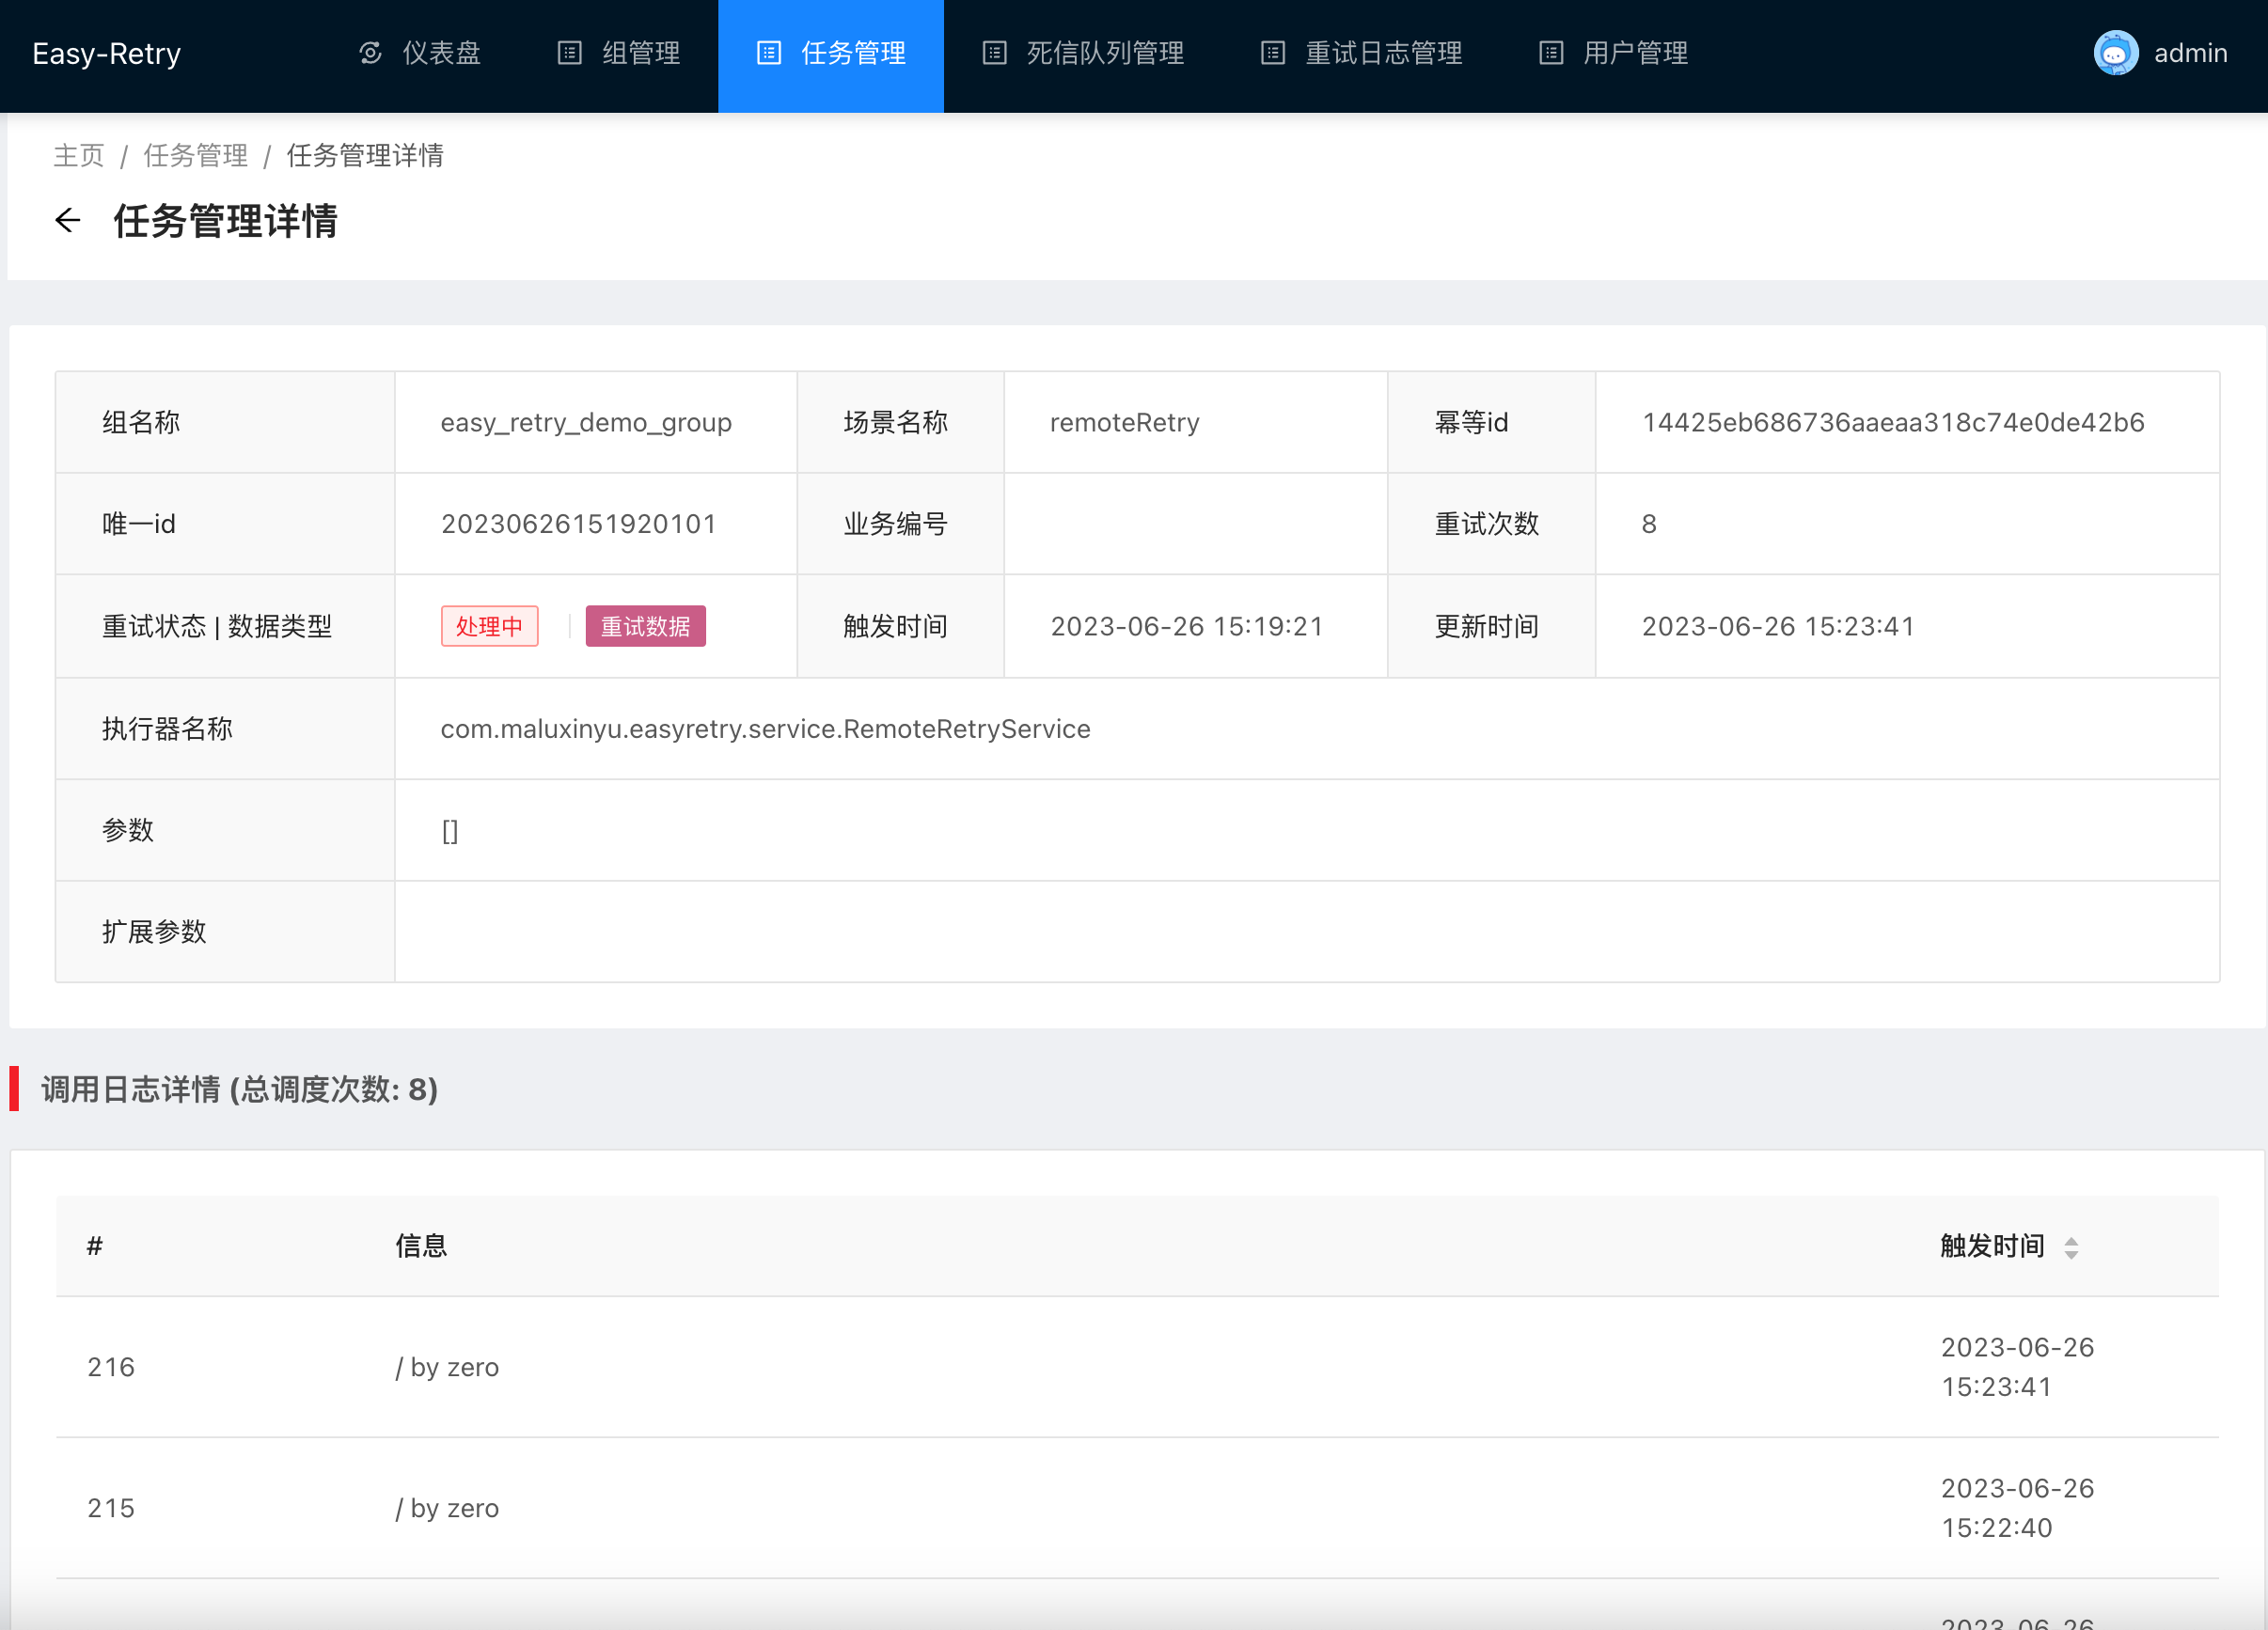 Easy-Retry 仪表盘 组管理 任务管理 死信队列管理 重试日志管理 用户管理 admin
主页 / 任务管理 / 任务管理详情
任务管理详情
组名称 easy_retry_demo_group 场景名称 remoteRetry 幂等id 14425eb686736aaeaa318c74e0de42b6
唯一id 20230626151920101 业务编号 重试次数 8
重试状态 | 数据类型 处理中 重试数据 触发时间 2023-06-26 15:19:21 更新时间 2023-06-26 15:23:41
执行器名称 com.maluxinyu.easyretry.service.RemoteRetryService
参数 []
扩展参数
调用日志详情 (总调度次数: 8)
# 信息 触发时间
216 / by zero 2023-06-26
15:23:41
215 / by zero 2023-06-26
15:22:40
2023-06-26